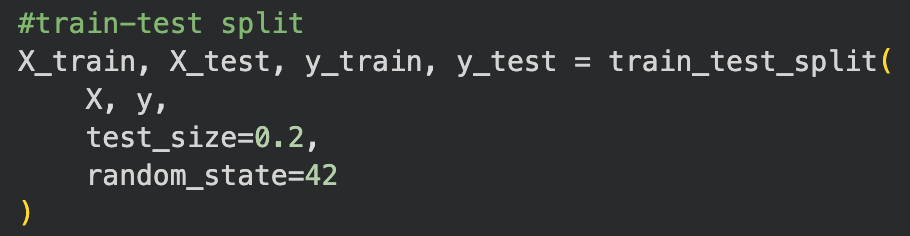 #train-test split
X_train, X_test, y_train, y_test = train_test_split(
    X, y,
    test_size=0.2,
    random_state=42
)